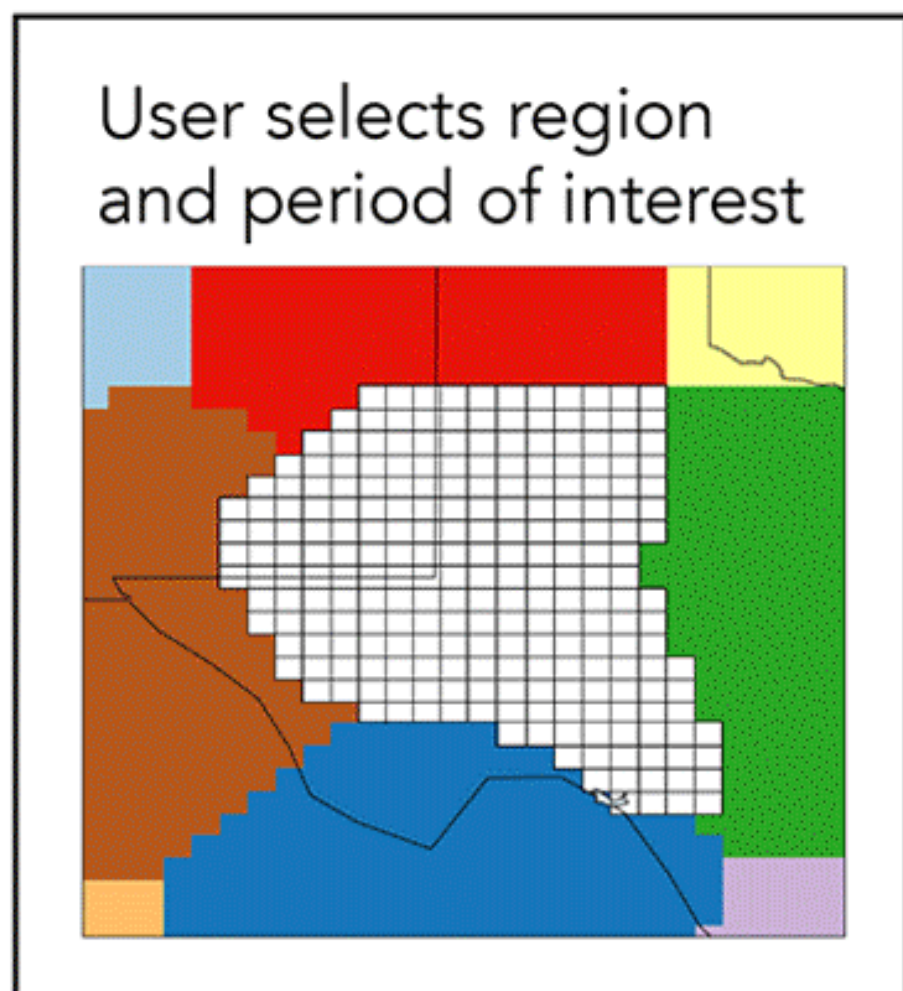 User selects region
and period of interest